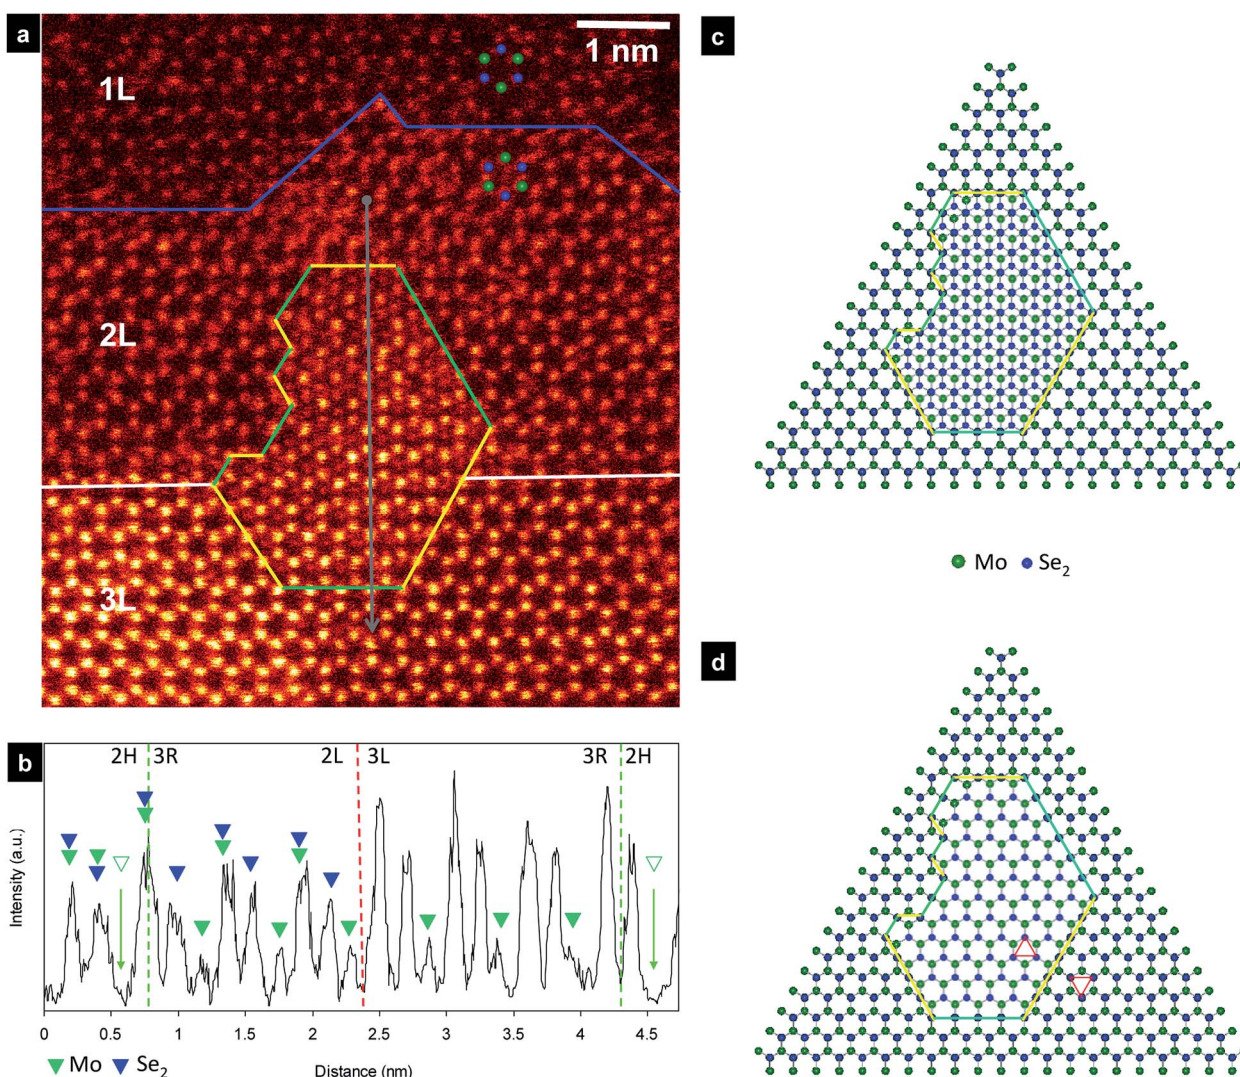 a
1L
1 nm
2L
3L
c
Mo Se2
d
b
2H 3R 2L 3L 3R 2H
Intensity (a.u.)
0 0.5 1 1.5 2 2.5 3 3.5 4 4.5
Mo Se2
Distance (nm)